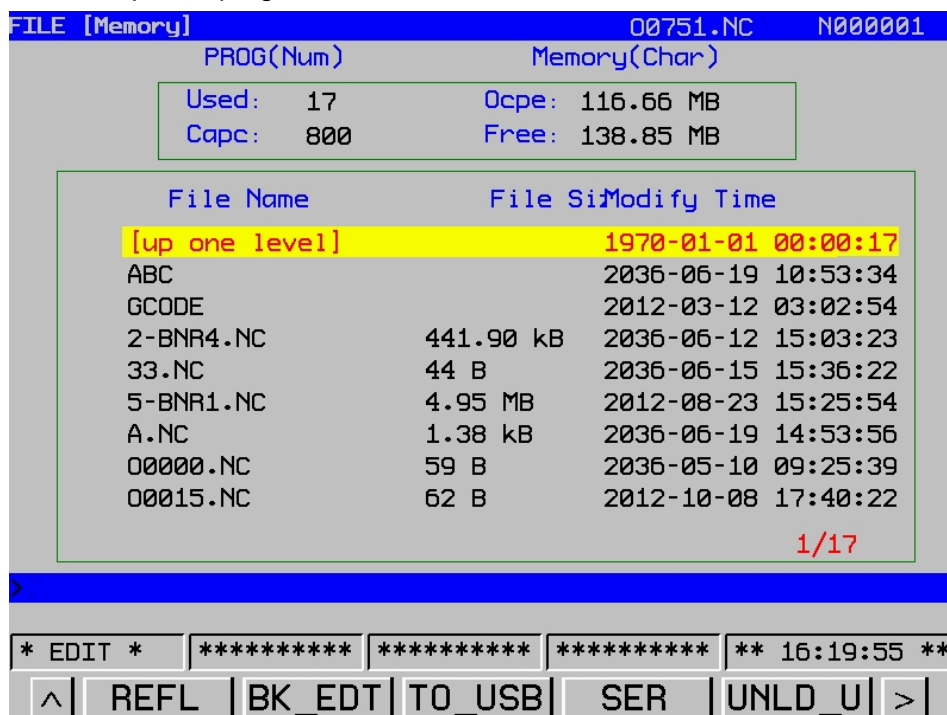 FILE [Memory] O0751.NC N000001
PROG(Num) Memory(Char)
Used: 17 Ocpe: 116.66 MB
Capc: 800 Free: 138.85 MB
File Name File Si Modify Time
[up one level] 1970-01-01 00:00:17
ABC 2036-06-19 10:53:34
GCODE 2012-03-12 03:02:54
2-BNR4.NC 441.90 kB 2036-06-12 15:03:23
33.NC 44 B 2036-06-15 15:36:22
5-BNR1.NC 4.95 MB 2012-08-23 15:25:54
A.NC 1.38 kB 2036-06-19 14:53:56
O0000.NC 59 B 2036-05-10 09:25:39
O0015.NC 62 B 2012-10-08 17:40:22
1/17
>
* EDIT * ********** ********** ********** ** 16:19:55 **
^ REFL BK_EDT TO_USB SER UNLD_U >